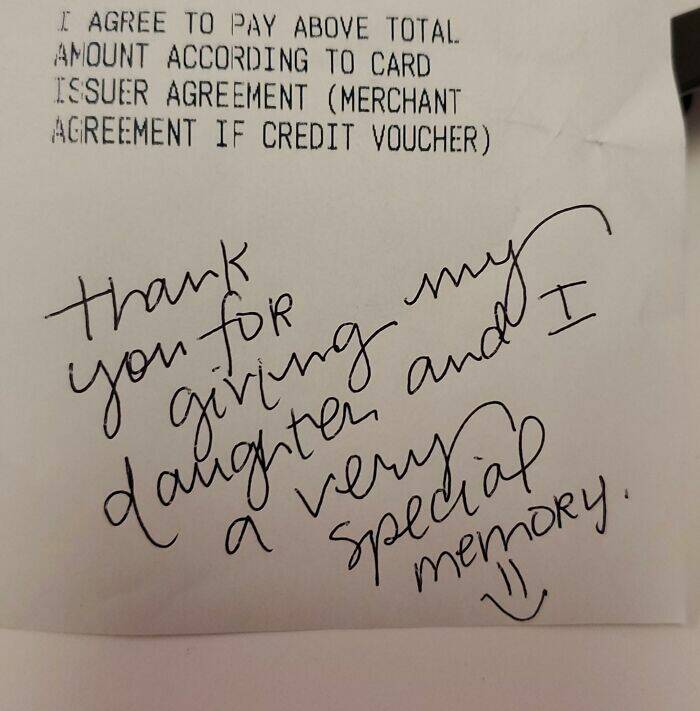 I AGREE TO PAY ABOVE TOTAL
AMOUNT ACCORDING TO CARD
ISSUER AGREEMENT (MERCHANT
AGREEMENT IF CREDIT VOUCHER)
thank
you for
giving my
daughter and I
a very
special
memory.